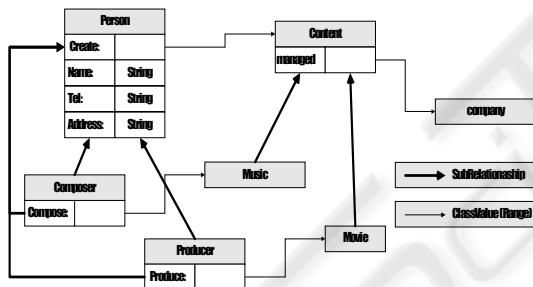 Person
Create:
Name: String
Tel: String
Address: String
Content
managed
company
Composer
Compose:
Music
SubRelationaship
ClassValue (Range)
Producer
Produce:
Movie